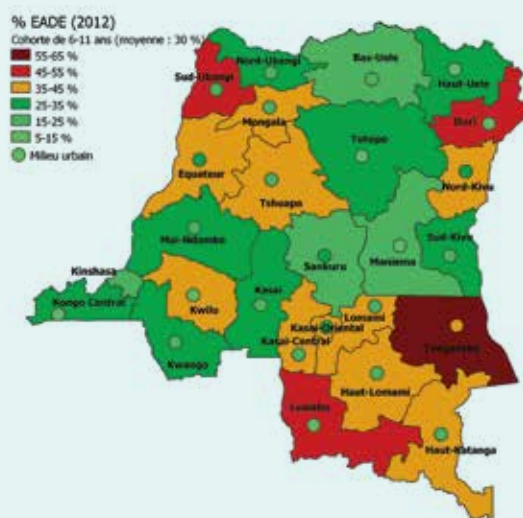 % EADE (2012)
Cohorte de 6-11 ans (moyenne : 30 %)
55-65 %
45-55 %
35-45 %
25-35 %
15-25 %
5-15 %
Milieu urbain
Nord-Ubangi
Bas-Uele
Haut-Uele
Sud-Ubangi
Mongala
Ituri
Equateur
Tshuapa
Tshopo
Nord-Kivu
Mai-Ndombe
Sud-Kivu
Kinshasa
Sankuru
Maniema
Kongo Central
Kwilu
Kasai
Lomami
Kasai-Oriental
Kasai-Central
Tanganyika
Kwango
Haut-Lomami
Lualaba
Haut-Katanga